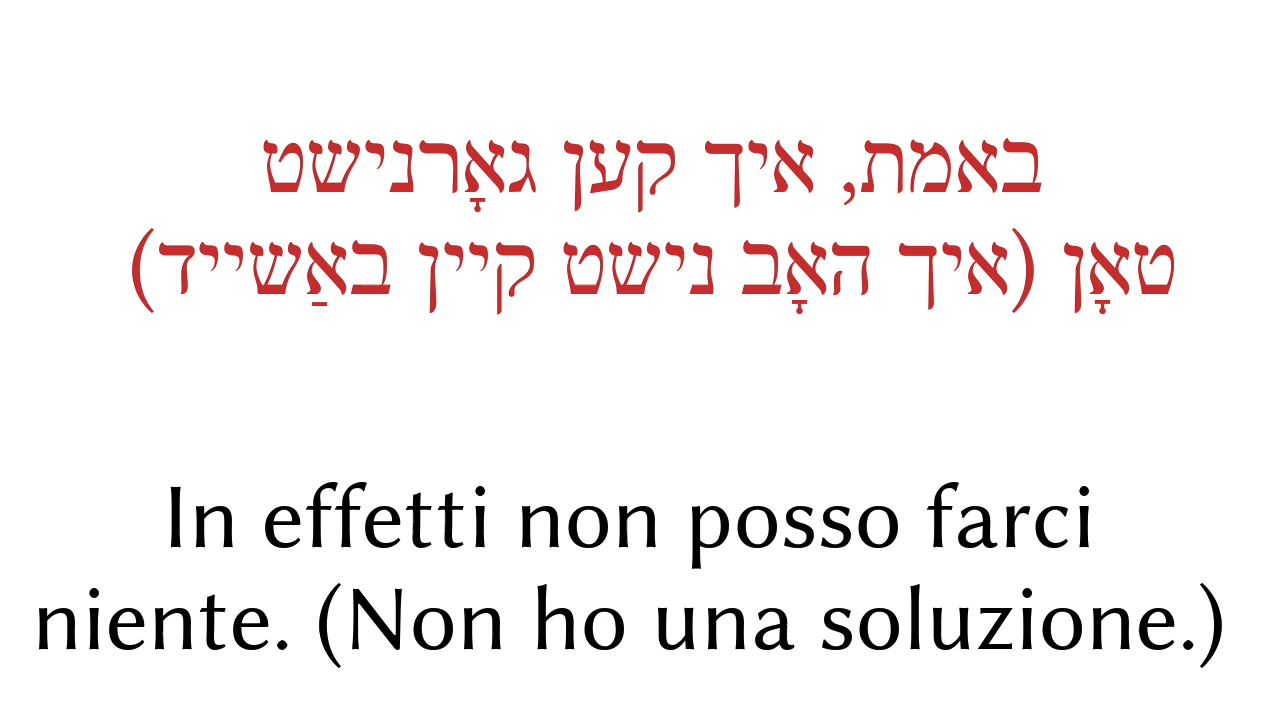 באמת, איך קען גאָרנישט
טאָן (איך האָב נישט קיין באַשייד)
In effetti non posso farci
niente. (Non ho una soluzione.)